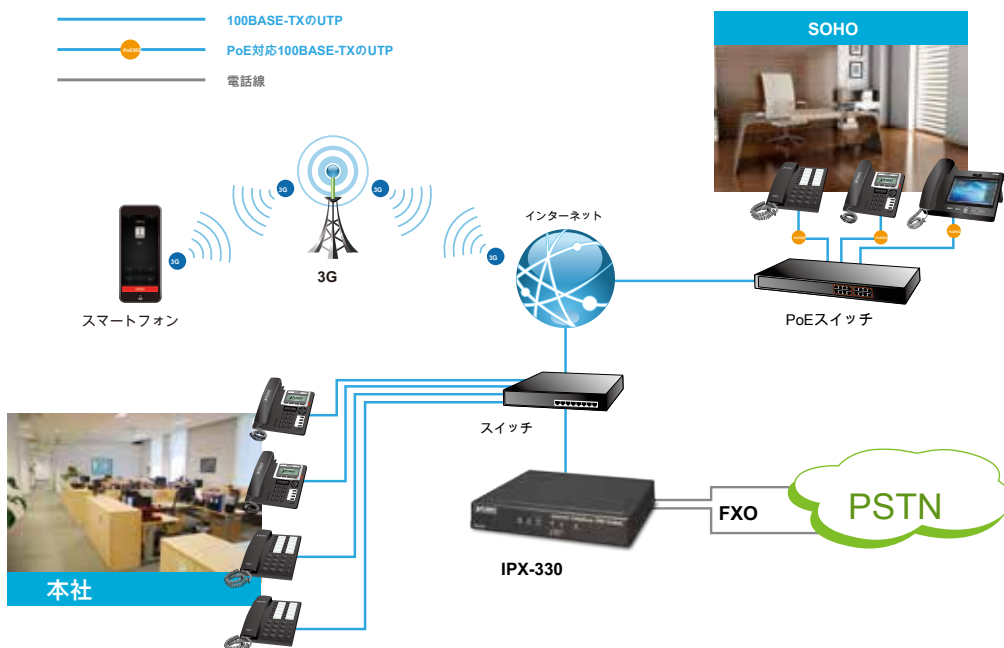 100BASE-TXのUTP
PoE対応100BASE-TXのUTP
電話線
SOHO
3G
3G
3G
3G
3G
インターネット
スマートフォン
PoEスイッチ
スイッチ
本社
IPX-330
FXO
PSTN